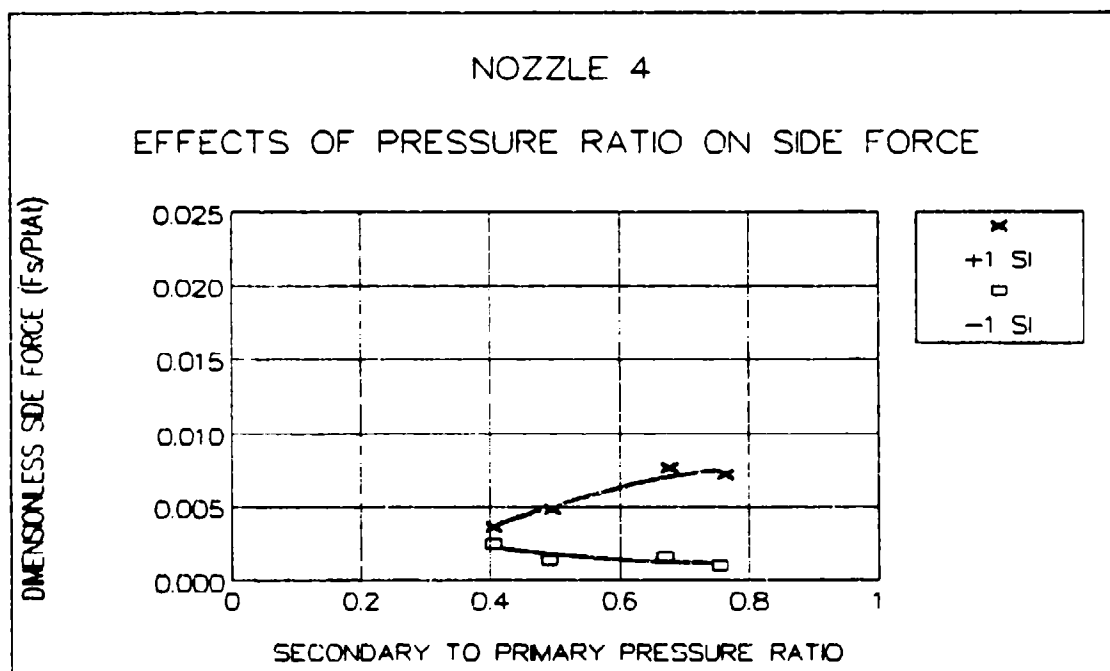 NOZZLE 4
EFFECTS OF PRESSURE RATIO ON SIDE FORCE
DIMENSIONLESS SIDE FORCE (Fs/PtAt)
0.025
0.020
0.015
0.010
0.005
0.000
0
0.2
0.4
0.6
0.8
1
SECONDARY TO PRIMARY PRESSURE RATIO
+1 SI
-1 SI